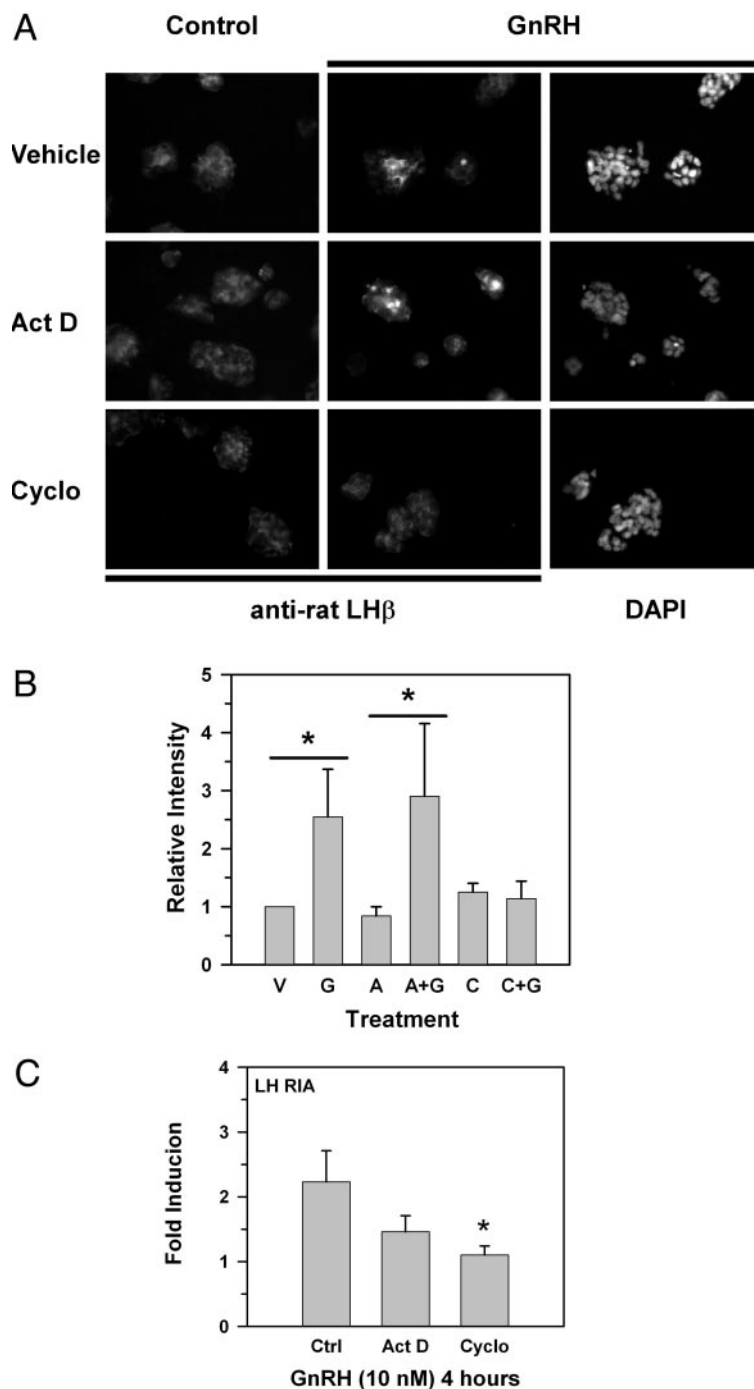 A
Control
GnRH
Vehicle
Act D
Cyclo
anti-rat LHβ
DAPI
B
5
4
3
2
1
0
Relative Intensity
*
*
V G A A+G C C+G
Treatment
C
4
3
2
1
0
Fold Inducion
LH RIA
*
Ctrl Act D Cyclo
GnRH (10 nM) 4 hours